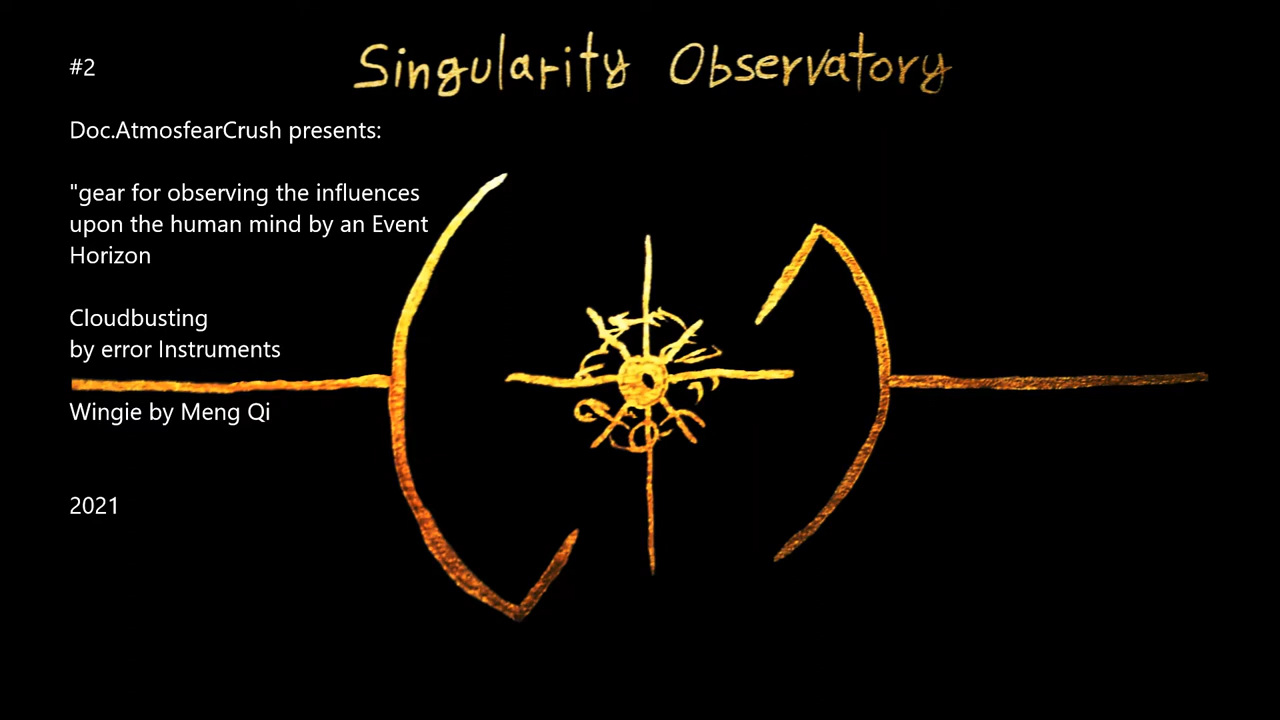 Singularity Observatory
#2
Doc.AtmosfearCrush presents:
"gear for observing the influences
upon the human mind by an Event
Horizon
Cloudbusting
by error Instruments
Wingie by Meng Qi
2021